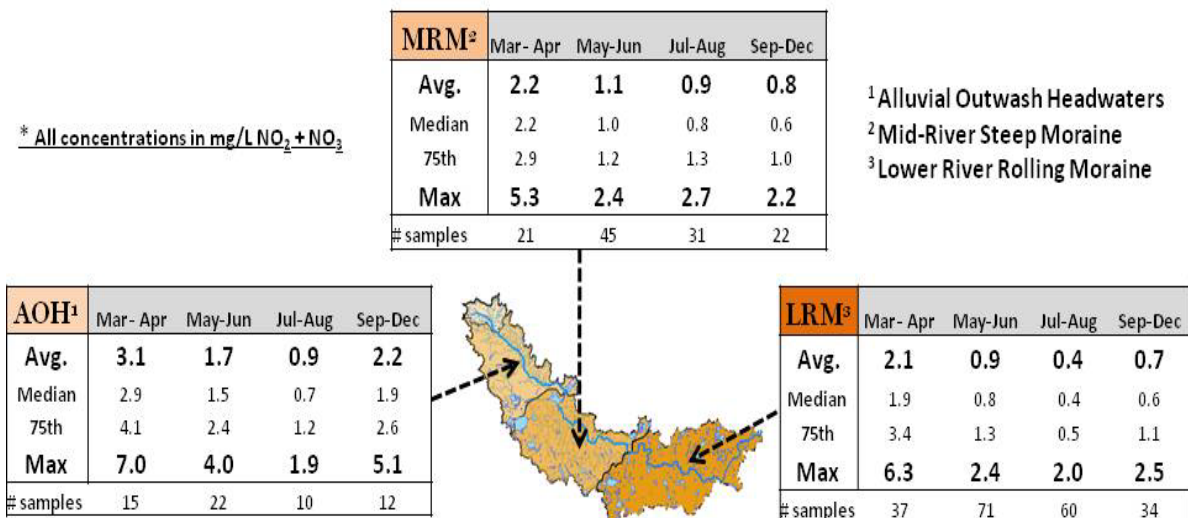 MRM² Mar- Apr May-Jun Jul-Aug Sep-Dec
Avg. 2.2 1.1 0.9 0.8
Median 2.2 1.0 0.8 0.6
75th 2.9 1.2 1.3 1.0
Max 5.3 2.4 2.7 2.2
# samples 21 45 31 22
* All concentrations in mg/L NO₂ + NO₃
¹ Alluvial Outwash Headwaters
² Mid-River Steep Moraine
³ Lower River Rolling Moraine
AOH¹ Mar- Apr May-Jun Jul-Aug Sep-Dec
Avg. 3.1 1.7 0.9 2.2
Median 2.9 1.5 0.7 1.9
75th 4.1 2.4 1.2 2.6
Max 7.0 4.0 1.9 5.1
# samples 15 22 10 12
LRM³ Mar- Apr May-Jun Jul-Aug Sep-Dec
Avg. 2.1 0.9 0.4 0.7
Median 1.9 0.8 0.4 0.6
75th 3.4 1.3 0.5 1.1
Max 6.3 2.4 2.0 2.5
# samples 37 71 60 34